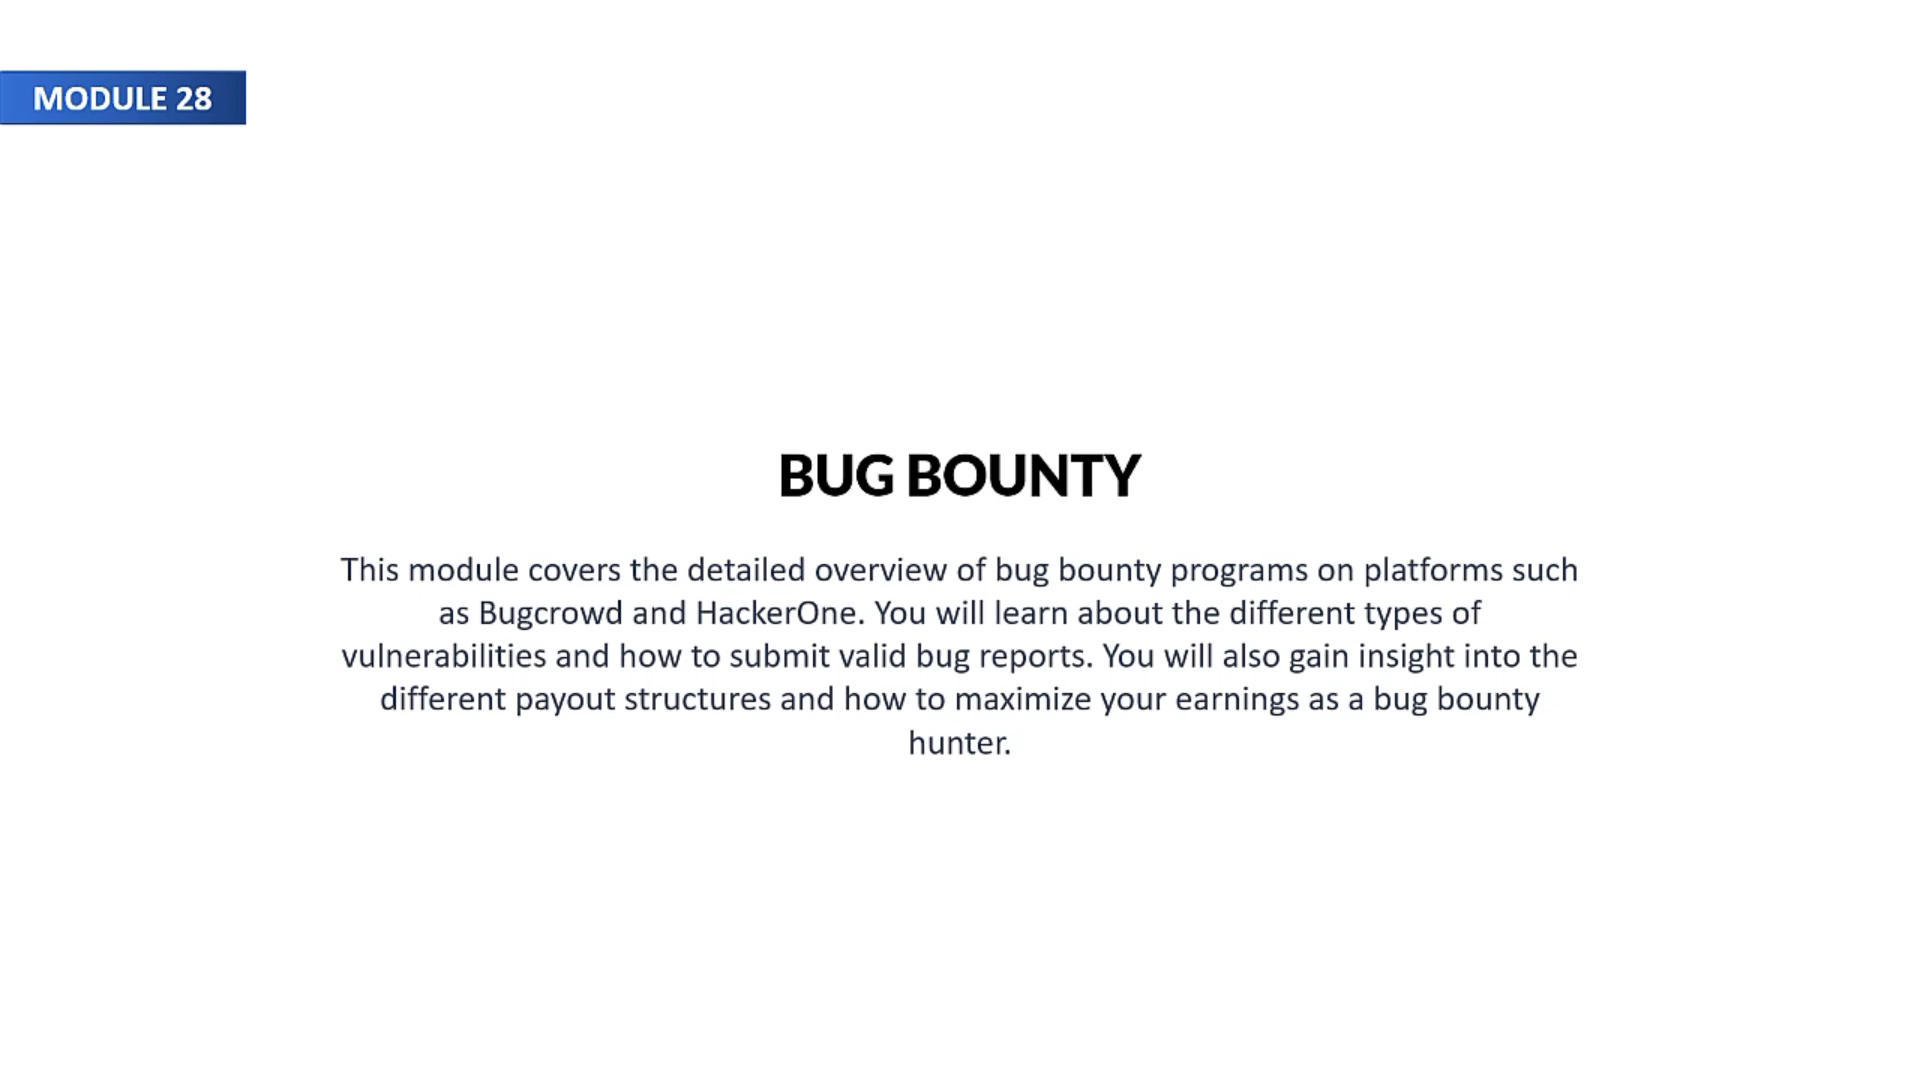 MODULE 28
BUG BOUNTY
This module covers the detailed overview of bug bounty programs on platforms such
as Bugcrowd and HackerOne. You will learn about the different types of
vulnerabilities and how to submit valid bug reports. You will also gain insight into the
different payout structures and how to maximize your earnings as a bug bounty
hunter.